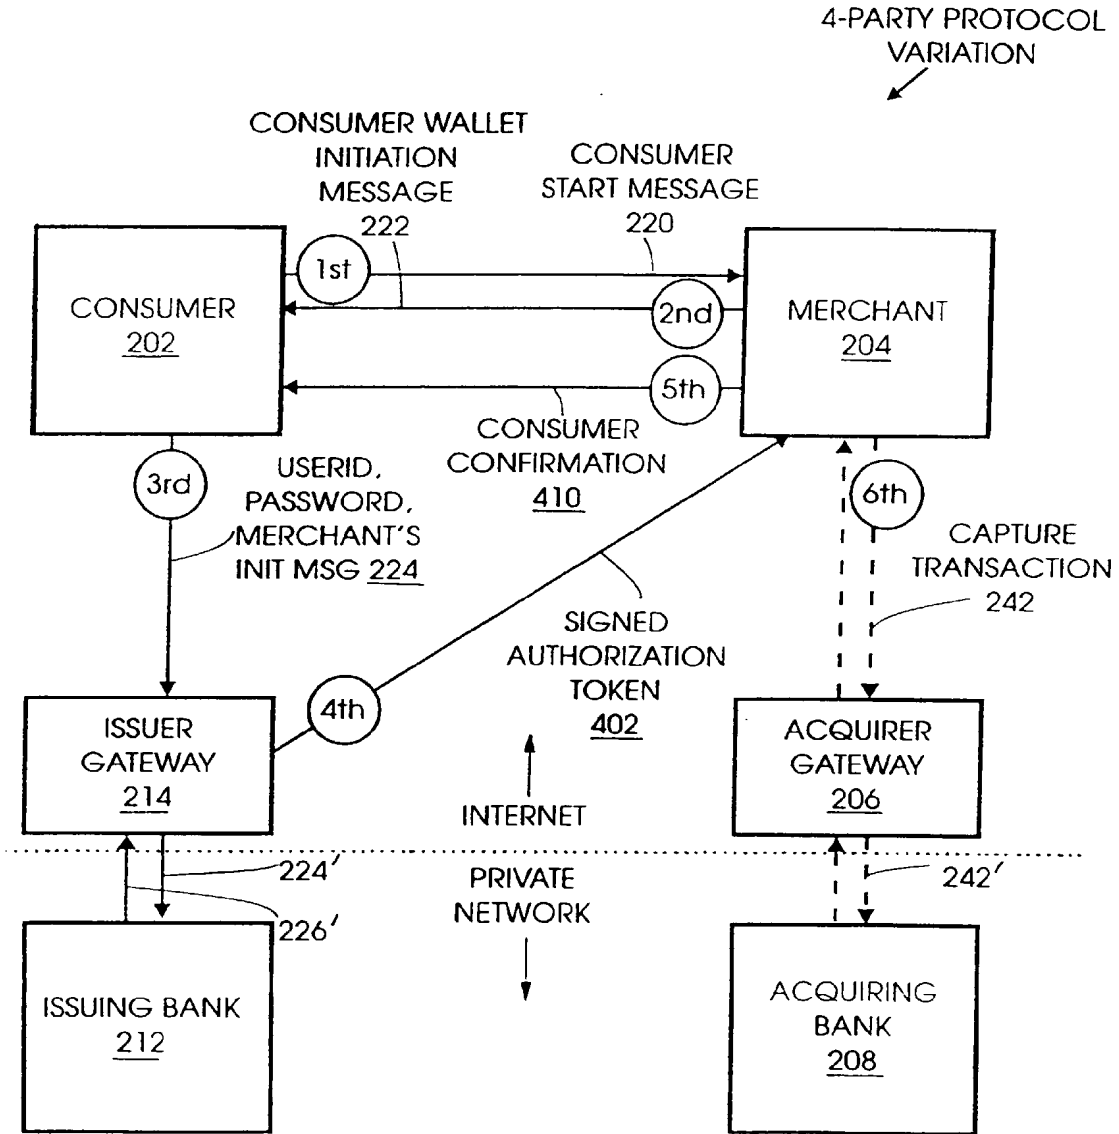 4-PARTY PROTOCOL
VARIATION
CONSUMER WALLET
INITIATION
MESSAGE
222
CONSUMER
START MESSAGE
220
1st
2nd
CONSUMER
202
MERCHANT
204
5th
CONSUMER
CONFIRMATION
410
3rd
USERID,
PASSWORD,
MERCHANT'S
INIT MSG 224
6th
CAPTURE
TRANSACTION
242
SIGNED
AUTHORIZATION
TOKEN
402
4th
ISSUER
GATEWAY
214
ACQUIRER
GATEWAY
206
INTERNET
224'
226'
PRIVATE
NETWORK
242'
ISSUING BANK
212
ACQUIRING
BANK
208